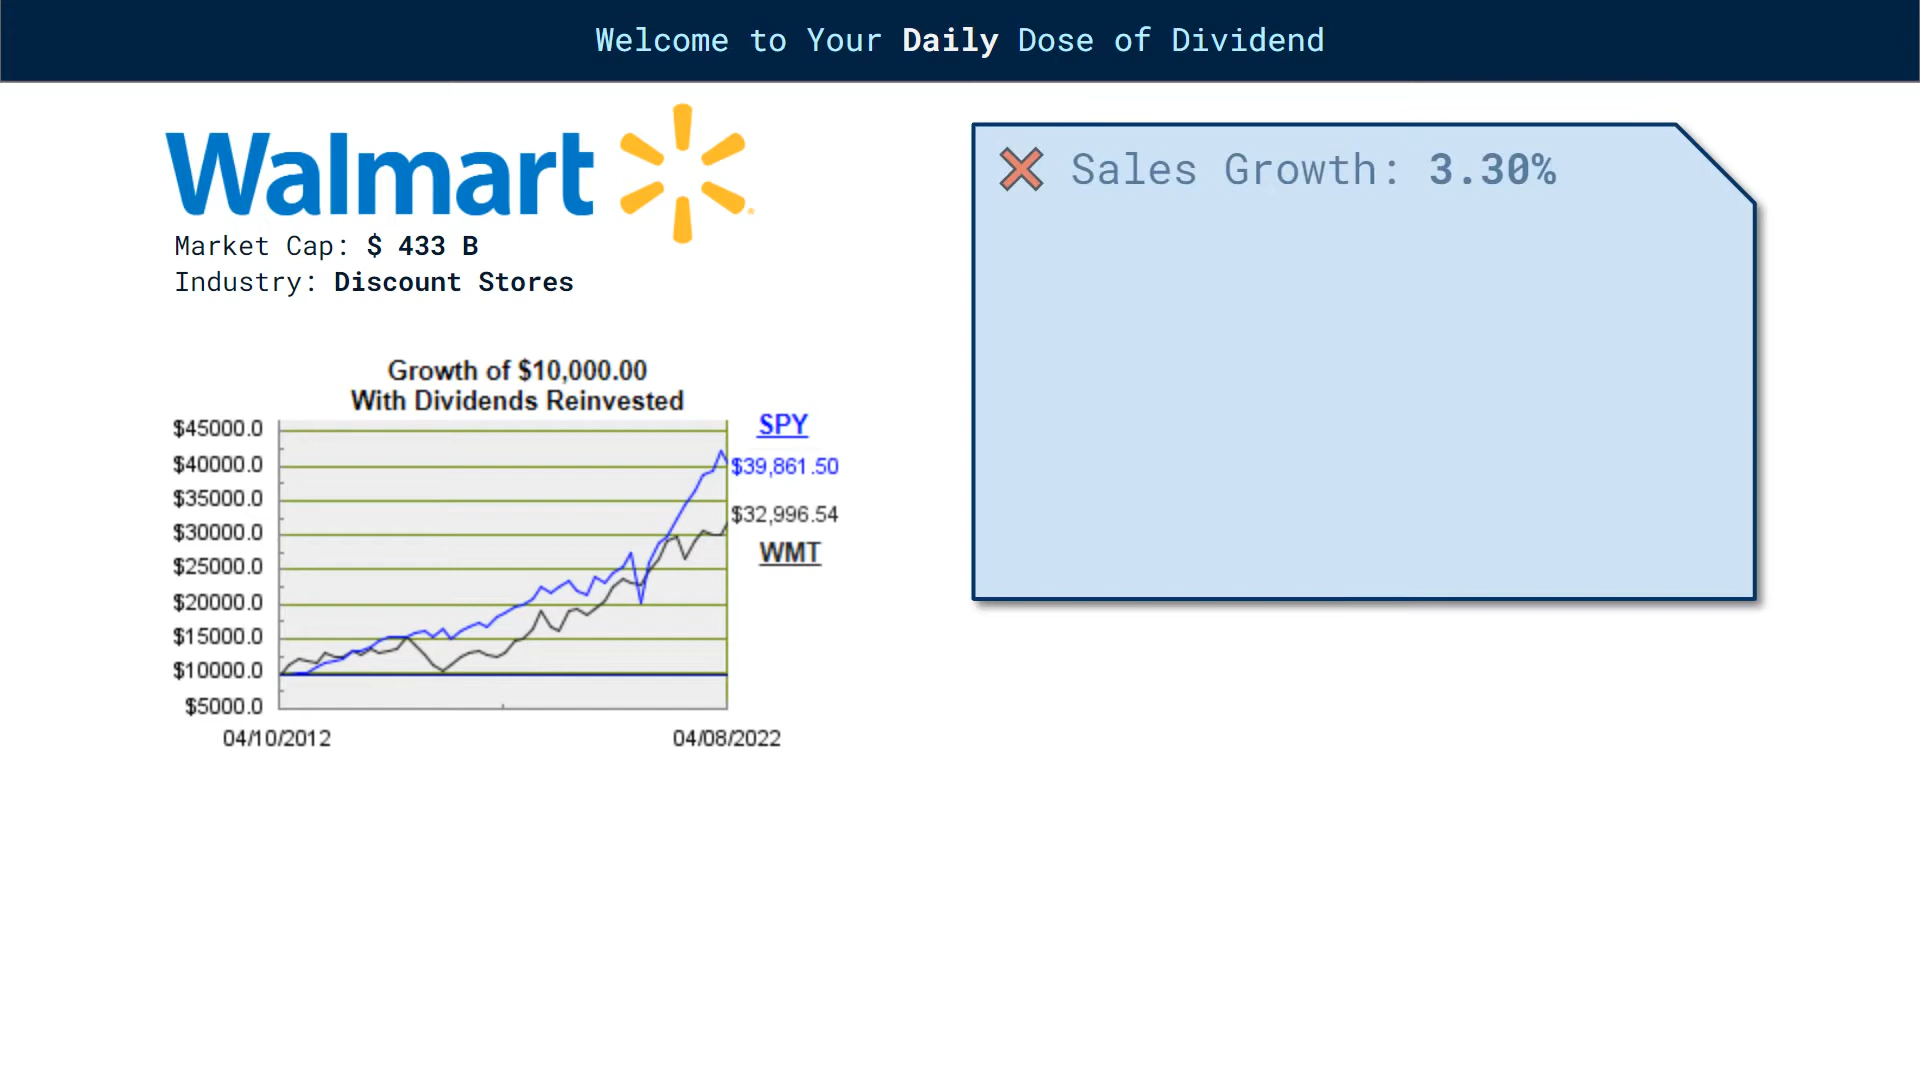 Welcome to Your Daily Dose of Dividend
Walmart
Market Cap: $ 433 B
Industry: Discount Stores
Sales Growth: 3.30%
Growth of $10,000.00
With Dividends Reinvested
$45000.0
$40000.0
$35000.0
$30000.0
$25000.0
$20000.0
$15000.0
$10000.0
$5000.0
SPY
$39,861.50
$32,996.54
WMT
04/10/2012
04/08/2022